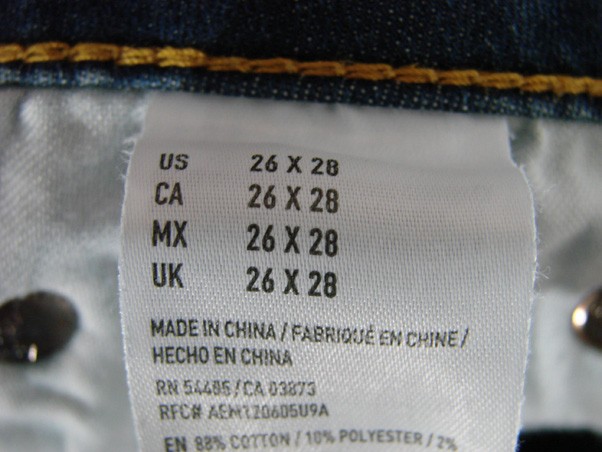 US 26 X 28
CA 26 X 28
MX 26 X 28
UK 26 X 28
MADE IN CHINA / FABRIQUÉ EN CHINE /
HECHO EN CHINA
RN 54485 / CA 03873
RFC# AEM120605U9A
EN 88% COTTON / 10% POLYESTER / 2%